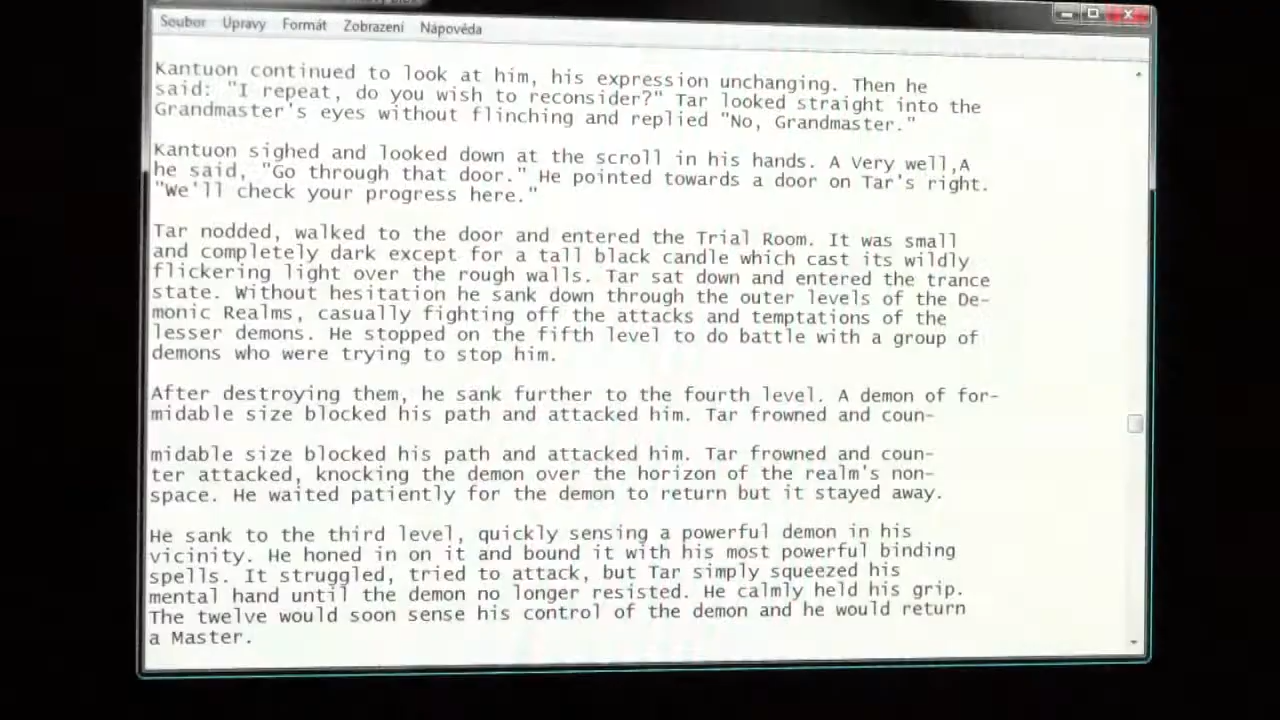 Soubor Úpravy Formát Zobrazení Nápověda
Kantuon continued to look at him, his expression unchanging. Then he
said: "I repeat, do you wish to reconsider?" Tar looked straight into the
Grandmaster's eyes without flinching and replied "No, Grandmaster."
Kantuon sighed and looked down at the scroll in his hands. A Very well,A
he said, "Go through that door." He pointed towards a door on Tar's right.
"We'll check your progress here."
Tar nodded, walked to the door and entered the Trial Room. It was small
and completely dark except for a tall black candle which cast its wildly
flickering light over the rough walls. Tar sat down and entered the trance
state. Without hesitation he sank down through the outer levels of the De-
monic Realms, casually fighting off the attacks and temptations of the
lesser demons. He stopped on the fifth level to do battle with a group of
demons who were trying to stop him.
After destroying them, he sank further to the fourth level. A demon of for-
midable size blocked his path and attacked him. Tar frowned and coun-
midable size blocked his path and attacked him. Tar frowned and coun-
ter attacked, knocking the demon over the horizon of the realm's non-
space. He waited patiently for the demon to return but it stayed away.
He sank to the third level, quickly sensing a powerful demon in his
vicinity. He honed in on it and bound it with his most powerful binding
spells. It struggled, tried to attack, but Tar simply squeezed his
mental hand until the demon no longer resisted. He calmly held his grip.
The twelve would soon sense his control of the demon and he would return
a Master.